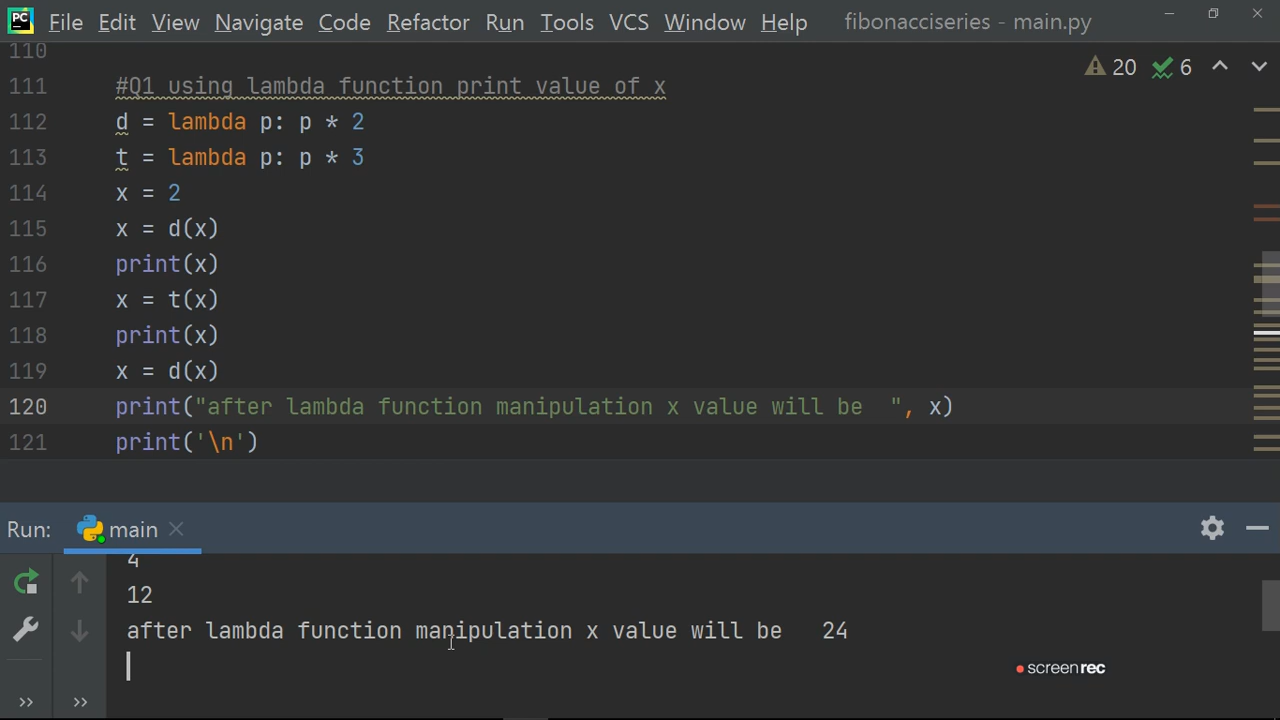 PC File Edit View Navigate Code Refactor Run Tools VCS Window Help fibonacciseries - main.py
110
20 6
111 #Q1 using lambda function print value of x
112 d = lambda p: p * 2
113 t = lambda p: p * 3
114 x = 2
115 x = d(x)
116 print(x)
117 x = t(x)
118 print(x)
119 x = d(x)
120 print("after lambda function manipulation x value will be  ", x)
121 print('\n')
Run: main
4
12
after lambda function manipulation x value will be   24
screenrec